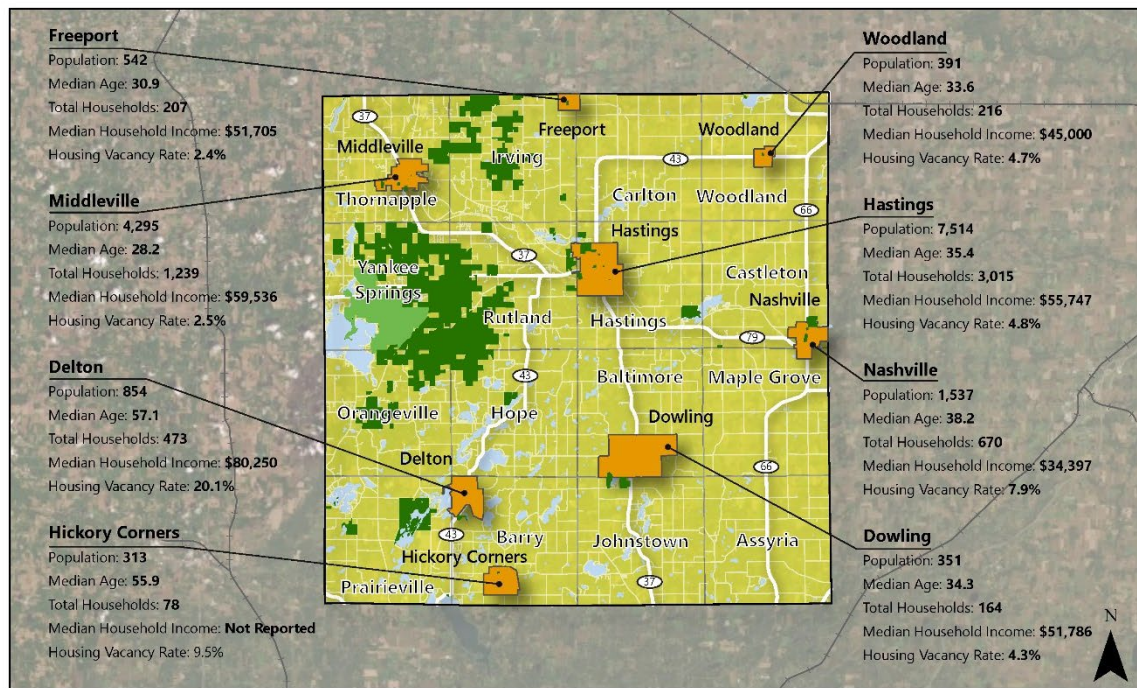 Freeport
Population: 542
Median Age: 30.9
Total Households: 207
Median Household Income: $51,705
Housing Vacancy Rate: 2.4%
Middleville
Population: 4,295
Median Age: 28.2
Total Households: 1,239
Median Household Income: $59,536
Housing Vacancy Rate: 2.5%
Delton
Population: 854
Median Age: 57.1
Total Households: 473
Median Household Income: $80,250
Housing Vacancy Rate: 20.1%
Hickory Corners
Population: 313
Median Age: 55.9
Total Households: 78
Median Household Income: Not Reported
Housing Vacancy Rate: 9.5%
37
Freeport
Woodland
Middleville
Irving
43
Thornapple
Carlton
Woodland
66
Hastings
37
Yankee
Springs
Castleton
Nashville
Rutland
Hastings
79
43
Baltimore
Maple Grove
Orangeville
Hope
Dowling
Delton
66
43
Barry
Johnstown
Assyria
Hickory Corners
Prairieville
37
Woodland
Population: 391
Median Age: 33.6
Total Households: 216
Median Household Income: $45,000
Housing Vacancy Rate: 4.7%
Hastings
Population: 7,514
Median Age: 35.4
Total Households: 3,015
Median Household Income: $55,747
Housing Vacancy Rate: 4.8%
Nashville
Population: 1,537
Median Age: 38.2
Total Households: 670
Median Household Income: $34,397
Housing Vacancy Rate: 7.9%
Dowling
Population: 351
Median Age: 34.3
Total Households: 164
Median Household Income: $51,786
Housing Vacancy Rate: 4.3%
N